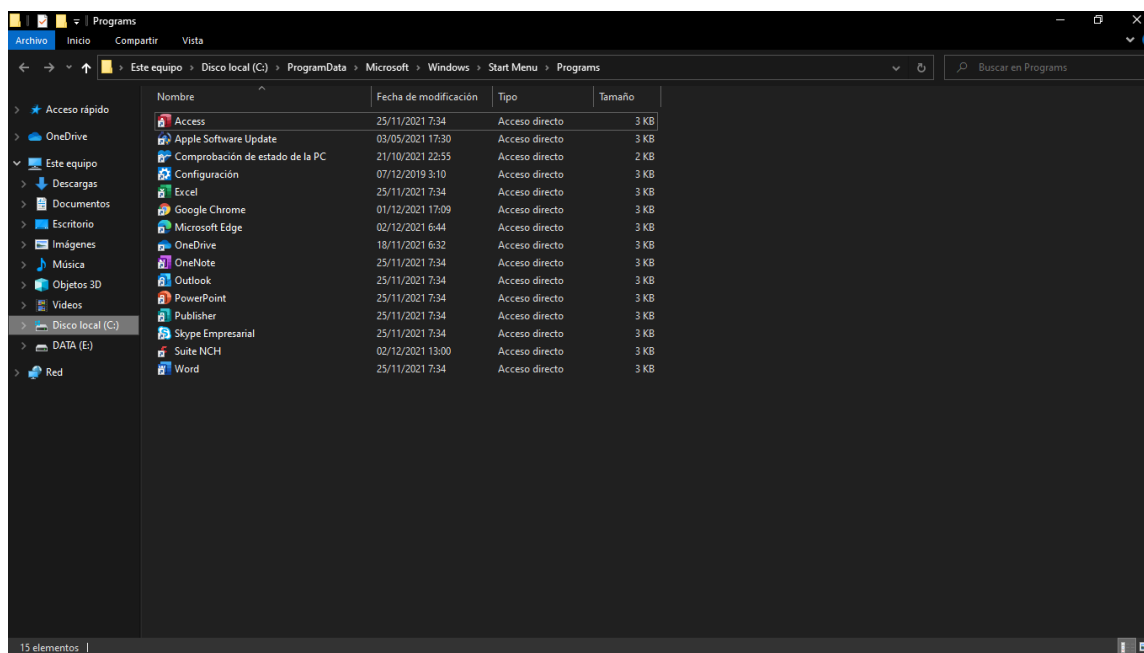 Programs
Archivo Inicio Compartir Vista
Este equipo > Disco local (C:) > ProgramData > Microsoft > Windows > Start Menu > Programs
Buscar en Programs
Acceso rápido
OneDrive
Este equipo
Descargas
Documentos
Escritorio
Imágenes
Música
Objetos 3D
Videos
Disco local (C:)
DATA (E:)
Red
Nombre Fecha de modificación Tipo Tamaño
Access 25/11/2021 7:34 Acceso directo 3 KB
Apple Software Update 03/05/2021 17:30 Acceso directo 3 KB
Comprobación de estado de la PC 21/10/2021 22:55 Acceso directo 2 KB
Configuración 07/12/2019 3:10 Acceso directo 3 KB
Excel 25/11/2021 7:34 Acceso directo 3 KB
Google Chrome 01/12/2021 17:09 Acceso directo 3 KB
Microsoft Edge 02/12/2021 6:44 Acceso directo 3 KB
OneDrive 18/11/2021 6:32 Acceso directo 3 KB
OneNote 25/11/2021 7:34 Acceso directo 3 KB
Outlook 25/11/2021 7:34 Acceso directo 3 KB
PowerPoint 25/11/2021 7:34 Acceso directo 3 KB
Publisher 25/11/2021 7:34 Acceso directo 3 KB
Skype Empresarial 25/11/2021 7:34 Acceso directo 3 KB
Suite NCH 02/12/2021 13:00 Acceso directo 3 KB
Word 25/11/2021 7:34 Acceso directo 3 KB
15 elementos